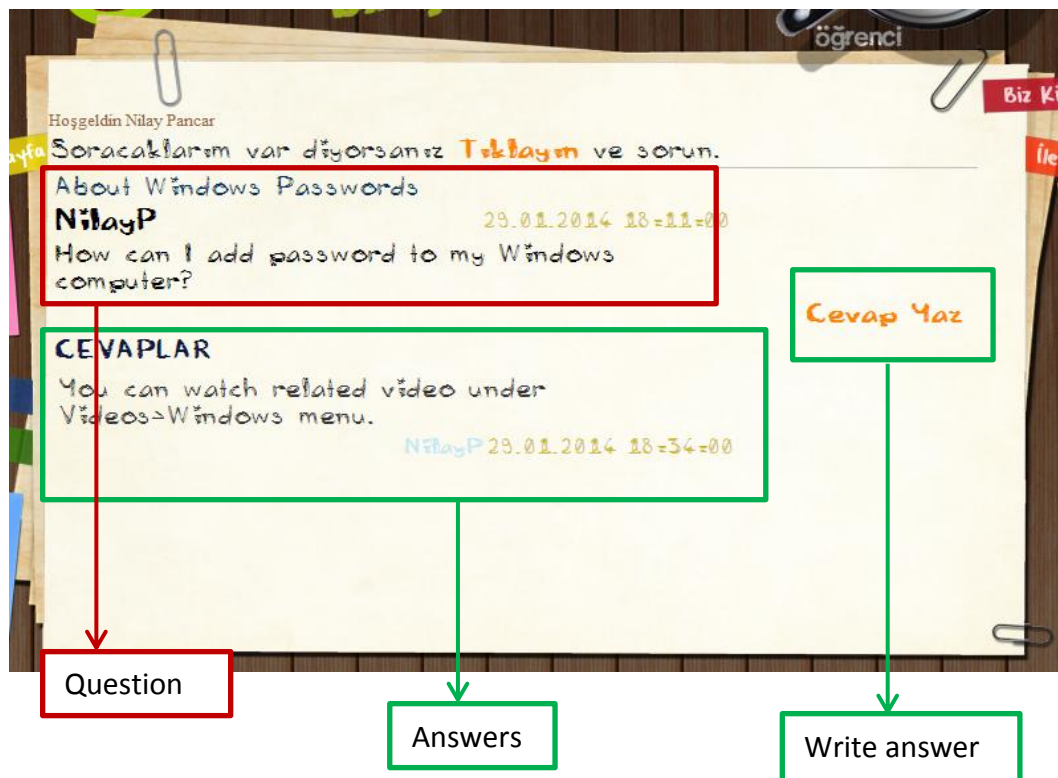 öğrenci
Biz Ki
Hoşgeldin Nilay Pancar
ayfa
Soracaklarım var diyorsanız Tıklayın ve sorun.
İle
About Windows Passwords
NilayP 29.01.2014 18:11:00
How can I add password to my Windows
computer?
Cevap Yaz
CEVAPLAR
You can watch related video under
Videos>Windows menu.
NilayP 29.01.2014 18:34:00
Question
Answers
Write answer